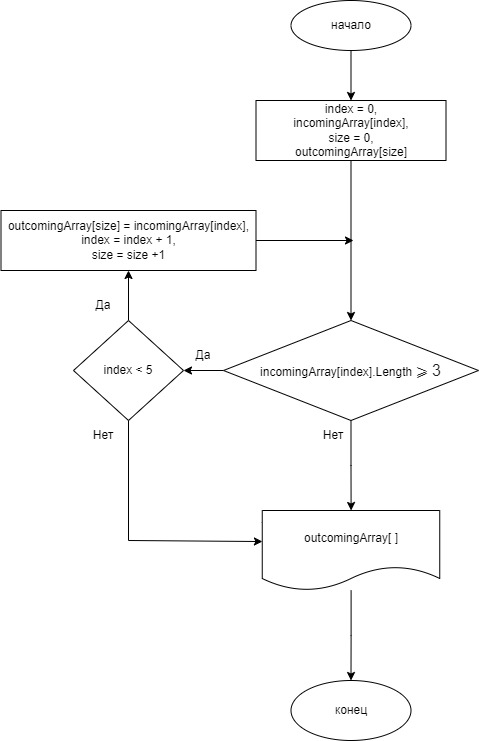 начало
index = 0,
incomingArray[index],
size = 0,
outcomingArray[size]
outcomingArray[size] = incomingArray[index],
index = index + 1,
size = size +1
Да
Да
index < 5
incomingArray[index].Length ⩾ 3
Нет
Нет
outcomingArray[ ]
конец